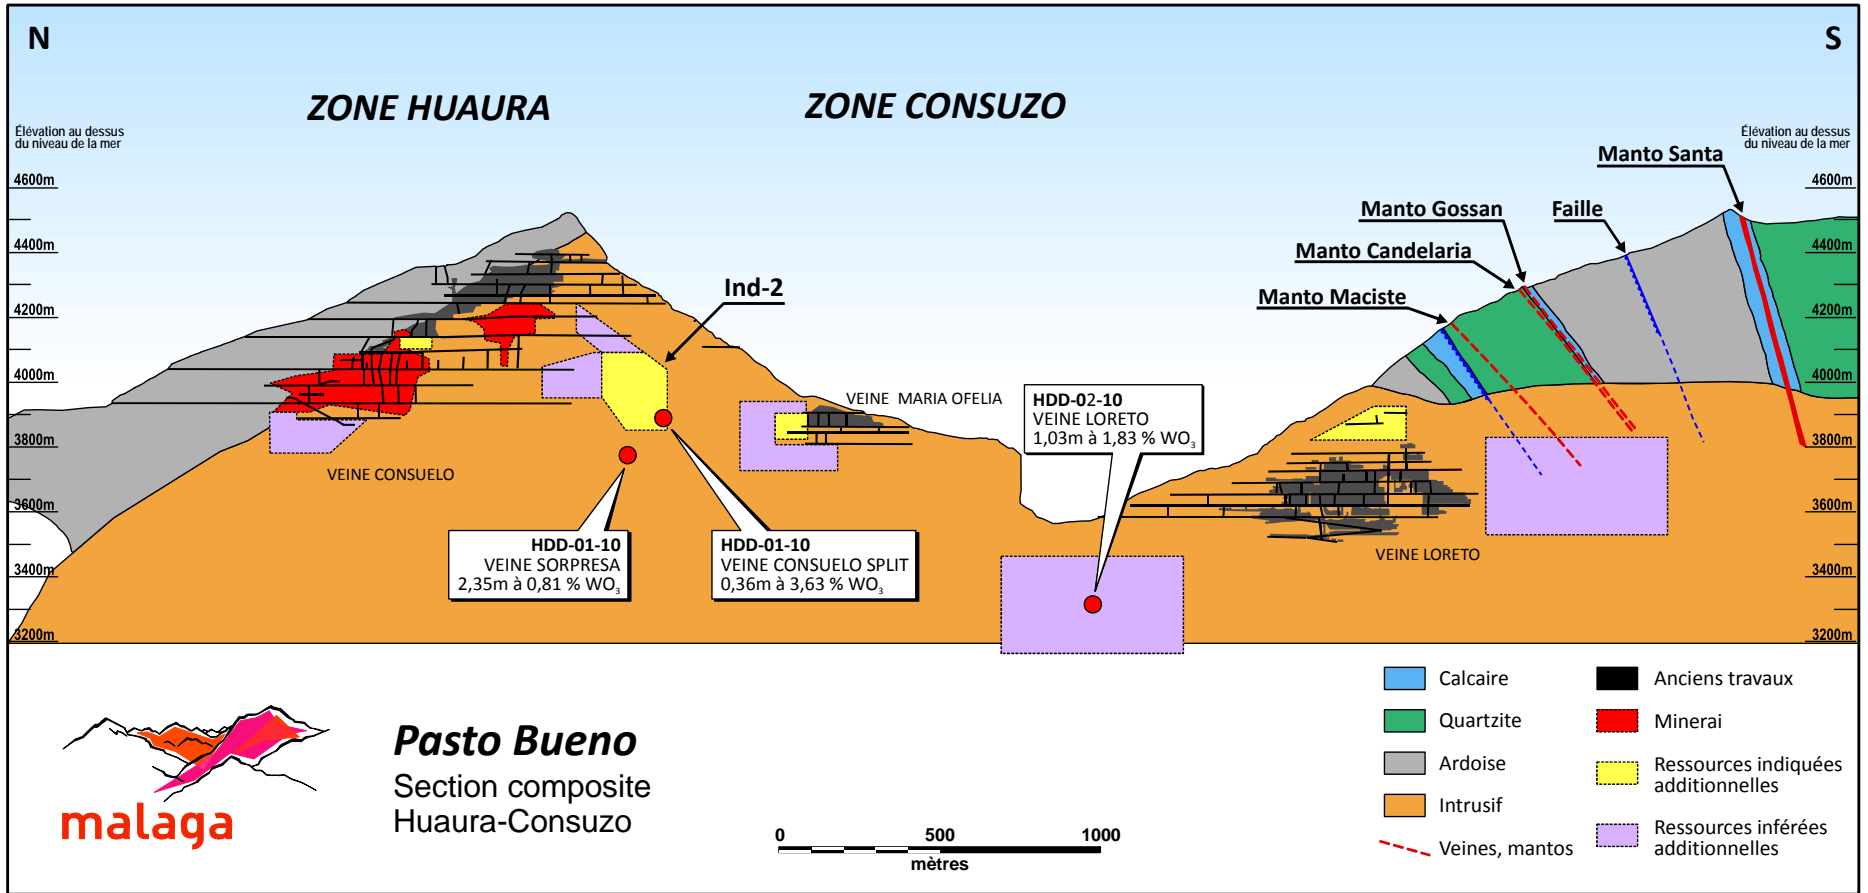 N
S
ZONE HUAURA
ZONE CONSUZO
Élévation au dessus
du niveau de la mer
Élévation au dessus
du niveau de la mer
4600m
4400m
4200m
4000m
3800m
3600m
3400m
3200m
4600m
4400m
4200m
4000m
3800m
3600m
3400m
3200m
Manto Santa
Manto Gossan
Faille
Manto Candelaria
Manto Maciste
Ind-2
VEINE MARIA OFELIA
VEINE CONSUELO
VEINE LORETO
HDD-02-10
VEINE LORETO
1,03m à 1,83 % WO₃
HDD-01-10
VEINE SORPRESA
2,35m à 0,81 % WO₃
HDD-01-10
VEINE CONSUELO SPLIT
0,36m à 3,63 % WO₃
malaga
Pasto Bueno
Section composite
Huaura-Consuzo
0
500
1000
mètres
Calcaire
Quartzite
Ardoise
Intrusif
Veines, mantos
Anciens travaux
Minerai
Ressources indiquées
additionnelles
Ressources inférées
additionnelles